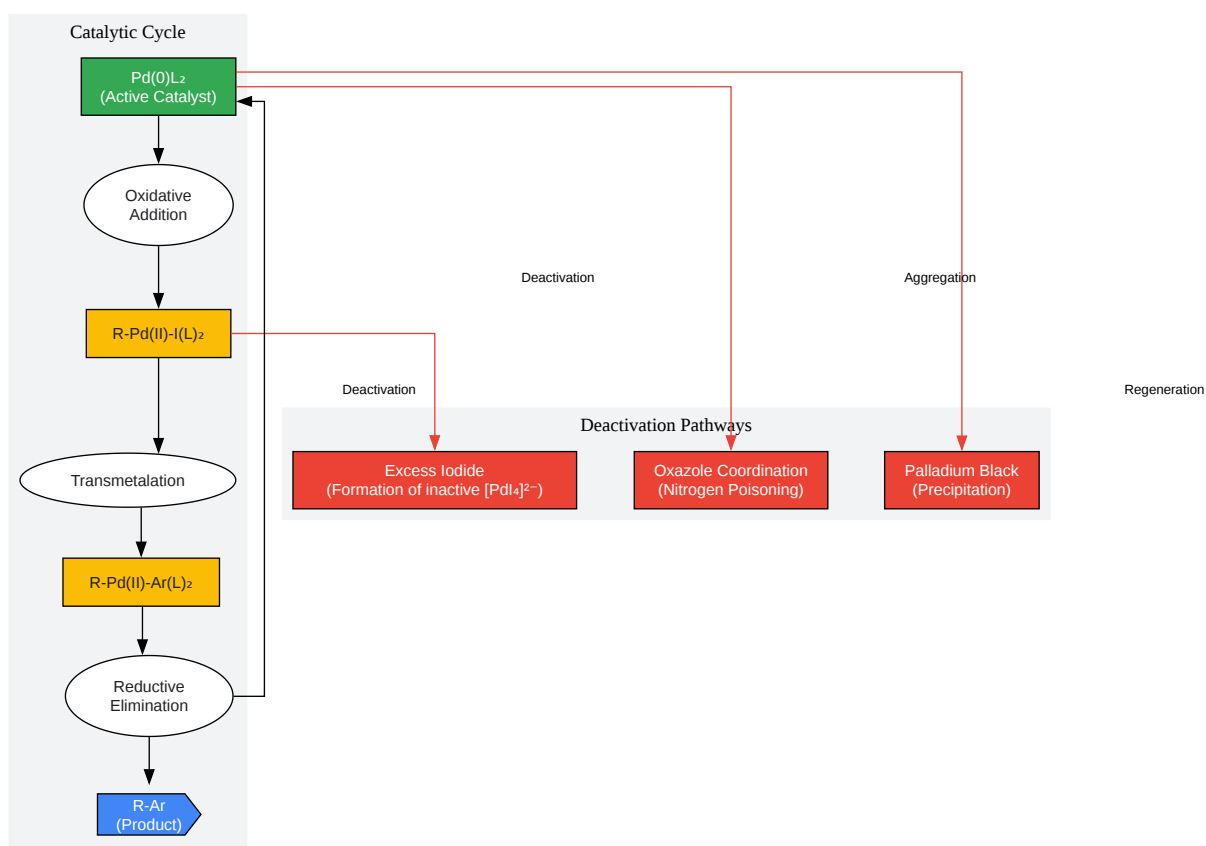 Catalytic Cycle
Pd(0)L₂
(Active Catalyst)
Oxidative
Addition
Deactivation
Aggregation
R-Pd(II)-I(L)₂
Deactivation
Regeneration
Deactivation Pathways
Excess Iodide
(Formation of inactive [PdI₄]²⁻)
Oxazole Coordination
(Nitrogen Poisoning)
Palladium Black
(Precipitation)
Transmetalation
R-Pd(II)-Ar(L)₂
Reductive
Elimination
R-Ar
(Product)